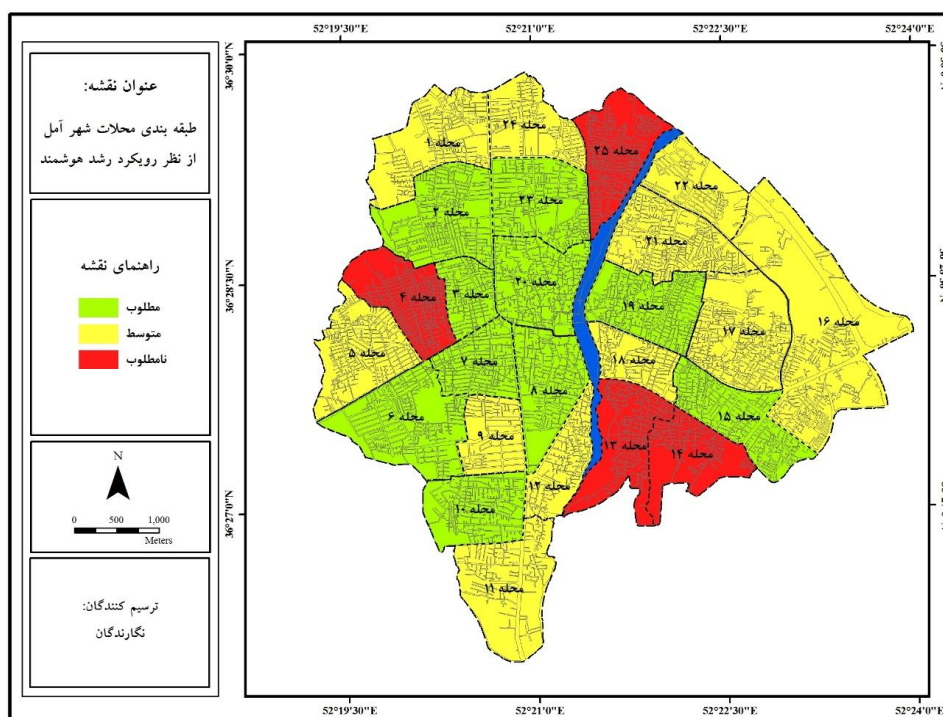 52°19'30"E 52°21'0"E 52°22'30"E 52°24'0"E
عنوان نقشه:
طبقه بندی محلات شهر آمل
از نظر رویکرد رشد هوشمند
راهنمای نقشه
مطلوب
متوسط
نامطلوب
N
0 500 1,000
Meters
ترسیم کنندگان:
نگارندگان
36°30'0"N
36°28'30"N
36°27'0"N
محله ۲۴
محله ۱
محله ۲۵
محله ۲۲
محله ۲۳
محله ۲
محله ۲۱
محله ۲۰
محله ۳
محله ۴
محله ۱۹
محله ۱۶
محله ۱۷
محله ۵
محله ۷
محله ۱۸
محله ۸
محله ۶
محله ۱۵
محله ۹
محله ۱۳
محله ۱۴
محله ۱۲
محله ۱۰
محله ۱۱
52°19'30"E 52°21'0"E 52°22'30"E 52°24'0"E